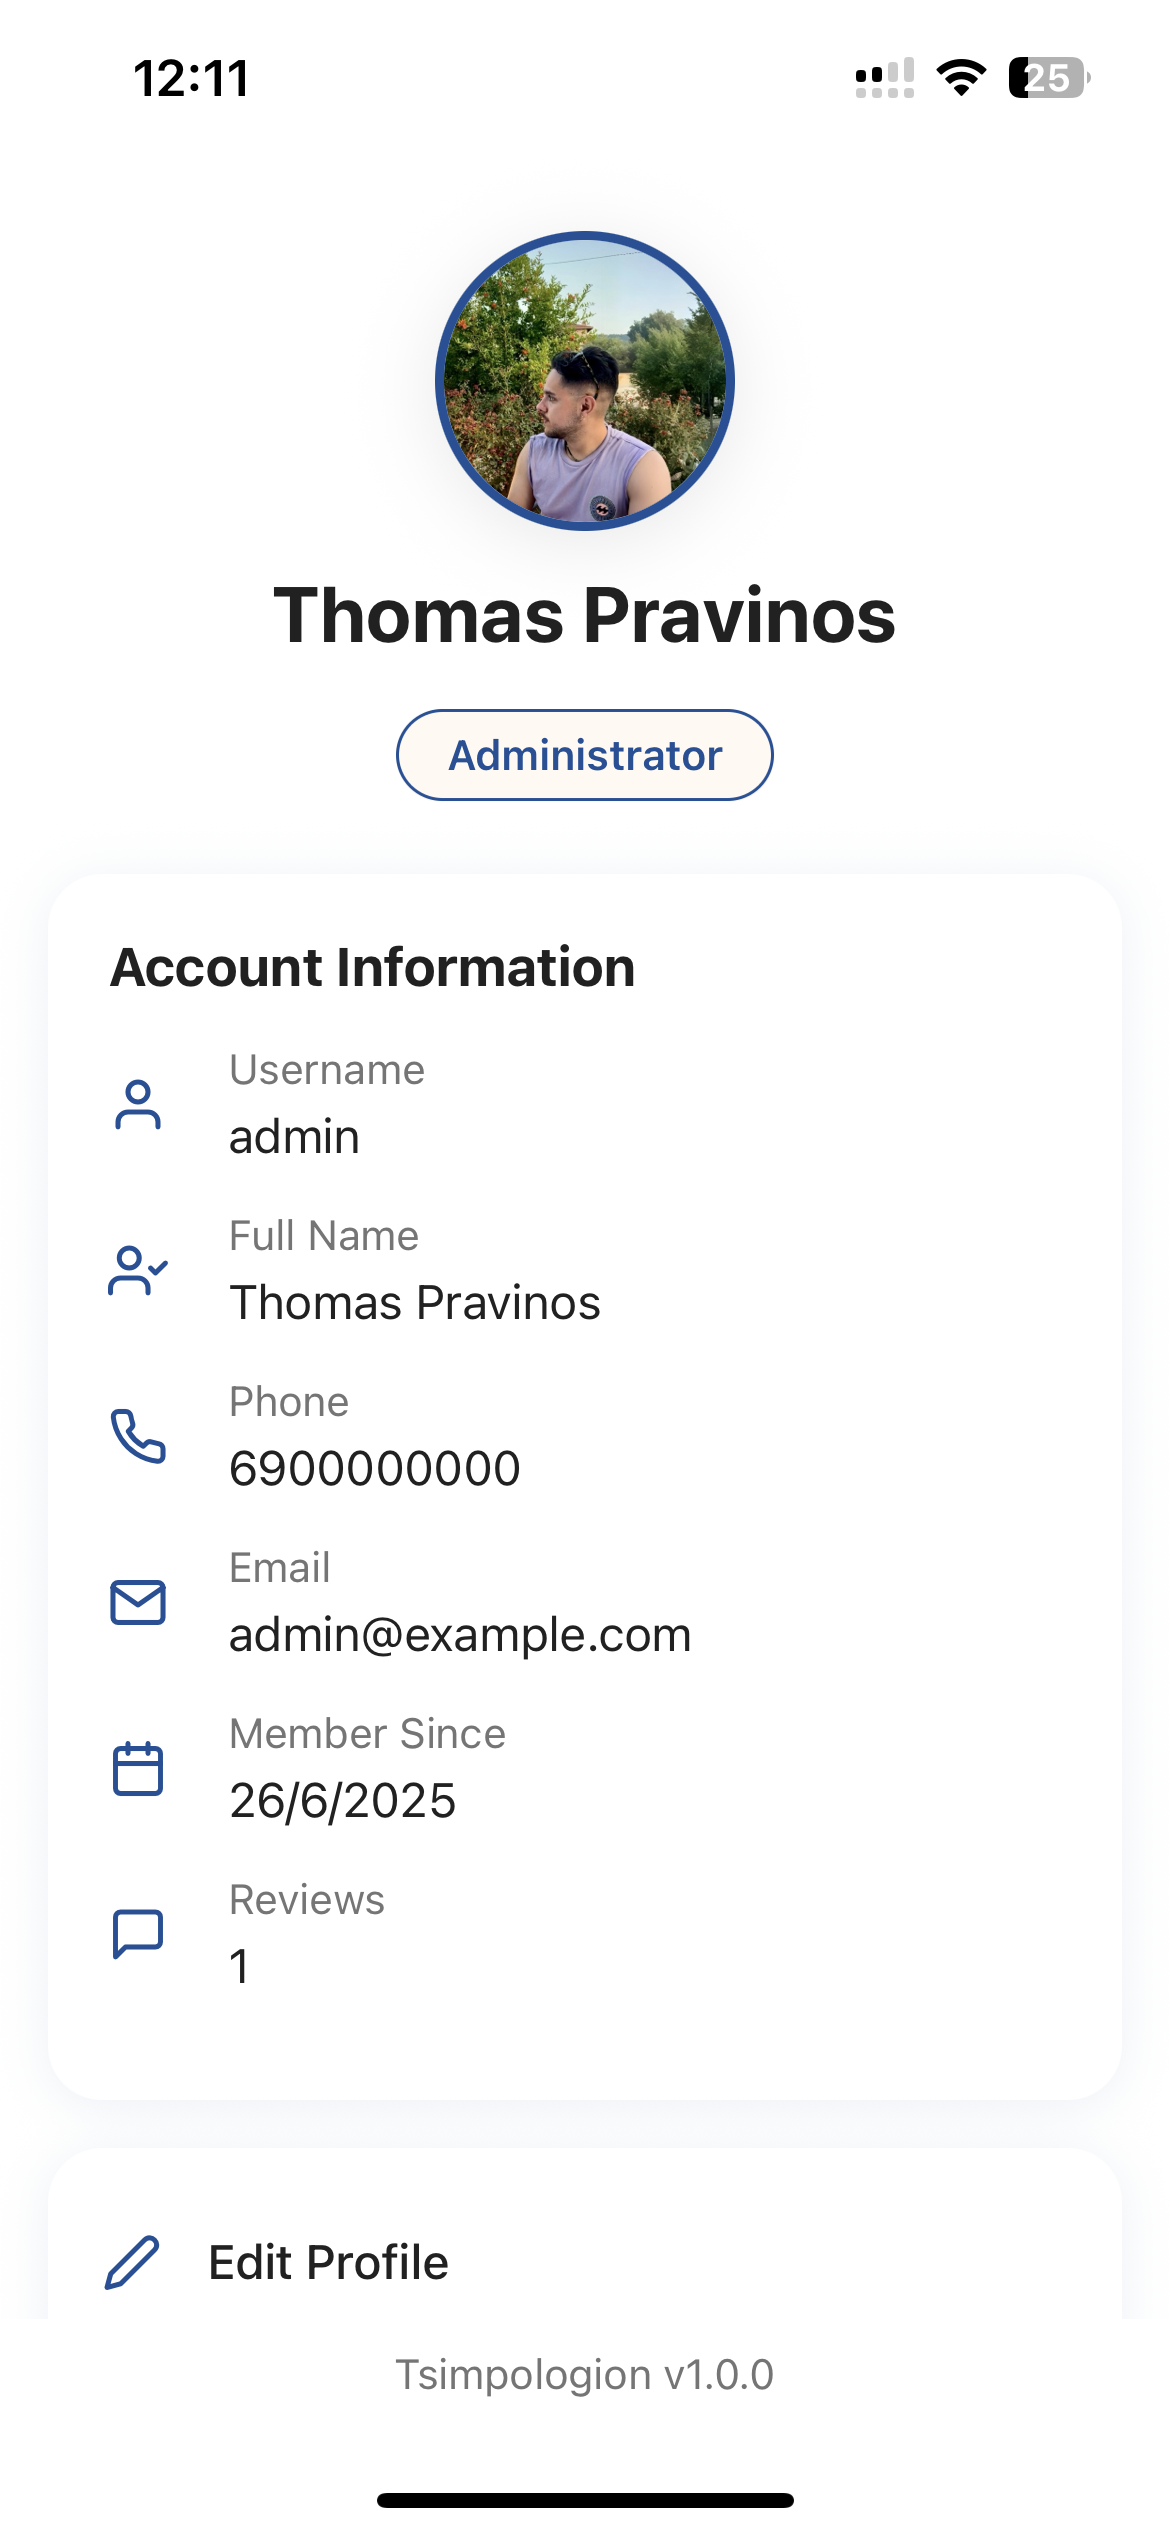 12:11
25
Thomas Pravinos
Administrator
Account Information
Username
admin
Full Name
Thomas Pravinos
Phone
6900000000
Email
admin@example.com
Member Since
26/6/2025
Reviews
1
Edit Profile
Tsimpologion v1.0.0